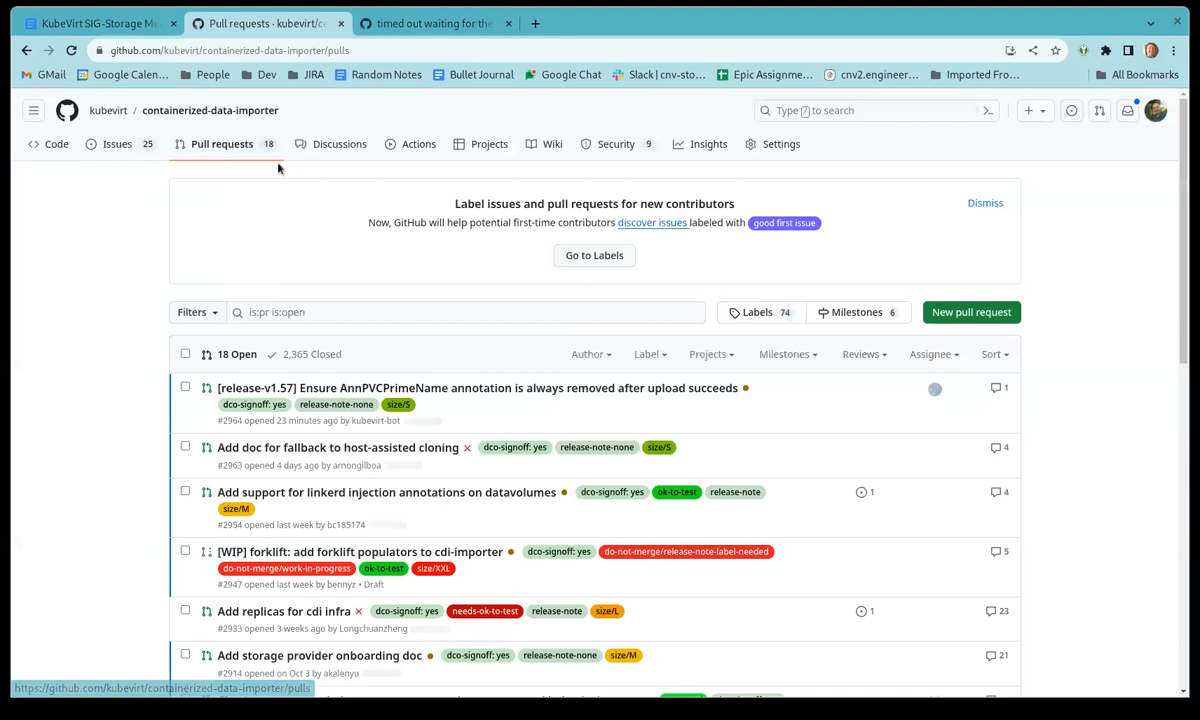 KubeVirt SIG-Storage Me
Pull requests · kubevirt/c
timed out waiting for the
github.com/kubevirt/containerized-data-importer/pulls
GMail
Google Calen...
People
Dev
JIRA
Random Notes
Bullet Journal
Google Chat
Slack | cnv-sto...
Epic Assignme...
cnv2.engineer...
Imported Fro...
All Bookmarks
kubevirt / containerized-data-importer
Type / to search
Code
Issues 25
Pull requests 18
Discussions
Actions
Projects
Wiki
Security 9
Insights
Settings
Label issues and pull requests for new contributors
Dismiss
Now, GitHub will help potential first-time contributors discover issues labeled with good first issue
Go to Labels
Filters
is:pr is:open
Labels 74
Milestones 6
New pull request
18 Open
2,365 Closed
Author
Label
Projects
Milestones
Reviews
Assignee
Sort
[release-v1.57] Ensure AnnPVCPrimeName annotation is always removed after upload succeeds
1
dco-signoff: yes release-note-none size/S
#2964 opened 23 minutes ago by kubevirt-bot
Add doc for fallback to host-assisted cloning dco-signoff: yes release-note-none size/S
4
#2963 opened 4 days ago by arnongilboa
Add support for linkerd injection annotations on datavolumes dco-signoff: yes ok-to-test release-note
1
4
size/M
#2954 opened last week by bc185174
[WIP] forklift: add forklift populators to cdi-importer dco-signoff: yes do-not-merge/release-note-label-needed
5
do-not-merge/work-in-progress ok-to-test size/XXL
#2947 opened last week by bennyz • Draft
Add replicas for cdi infra dco-signoff: yes needs-ok-to-test release-note size/L
1
23
#2933 opened 3 weeks ago by Longchuanzheng
Add storage provider onboarding doc dco-signoff: yes release-note-none size/M
21
#2914 opened on Oct 3 by akalenyu
https://github.com/kubevirt/containerized-data-importer/pulls